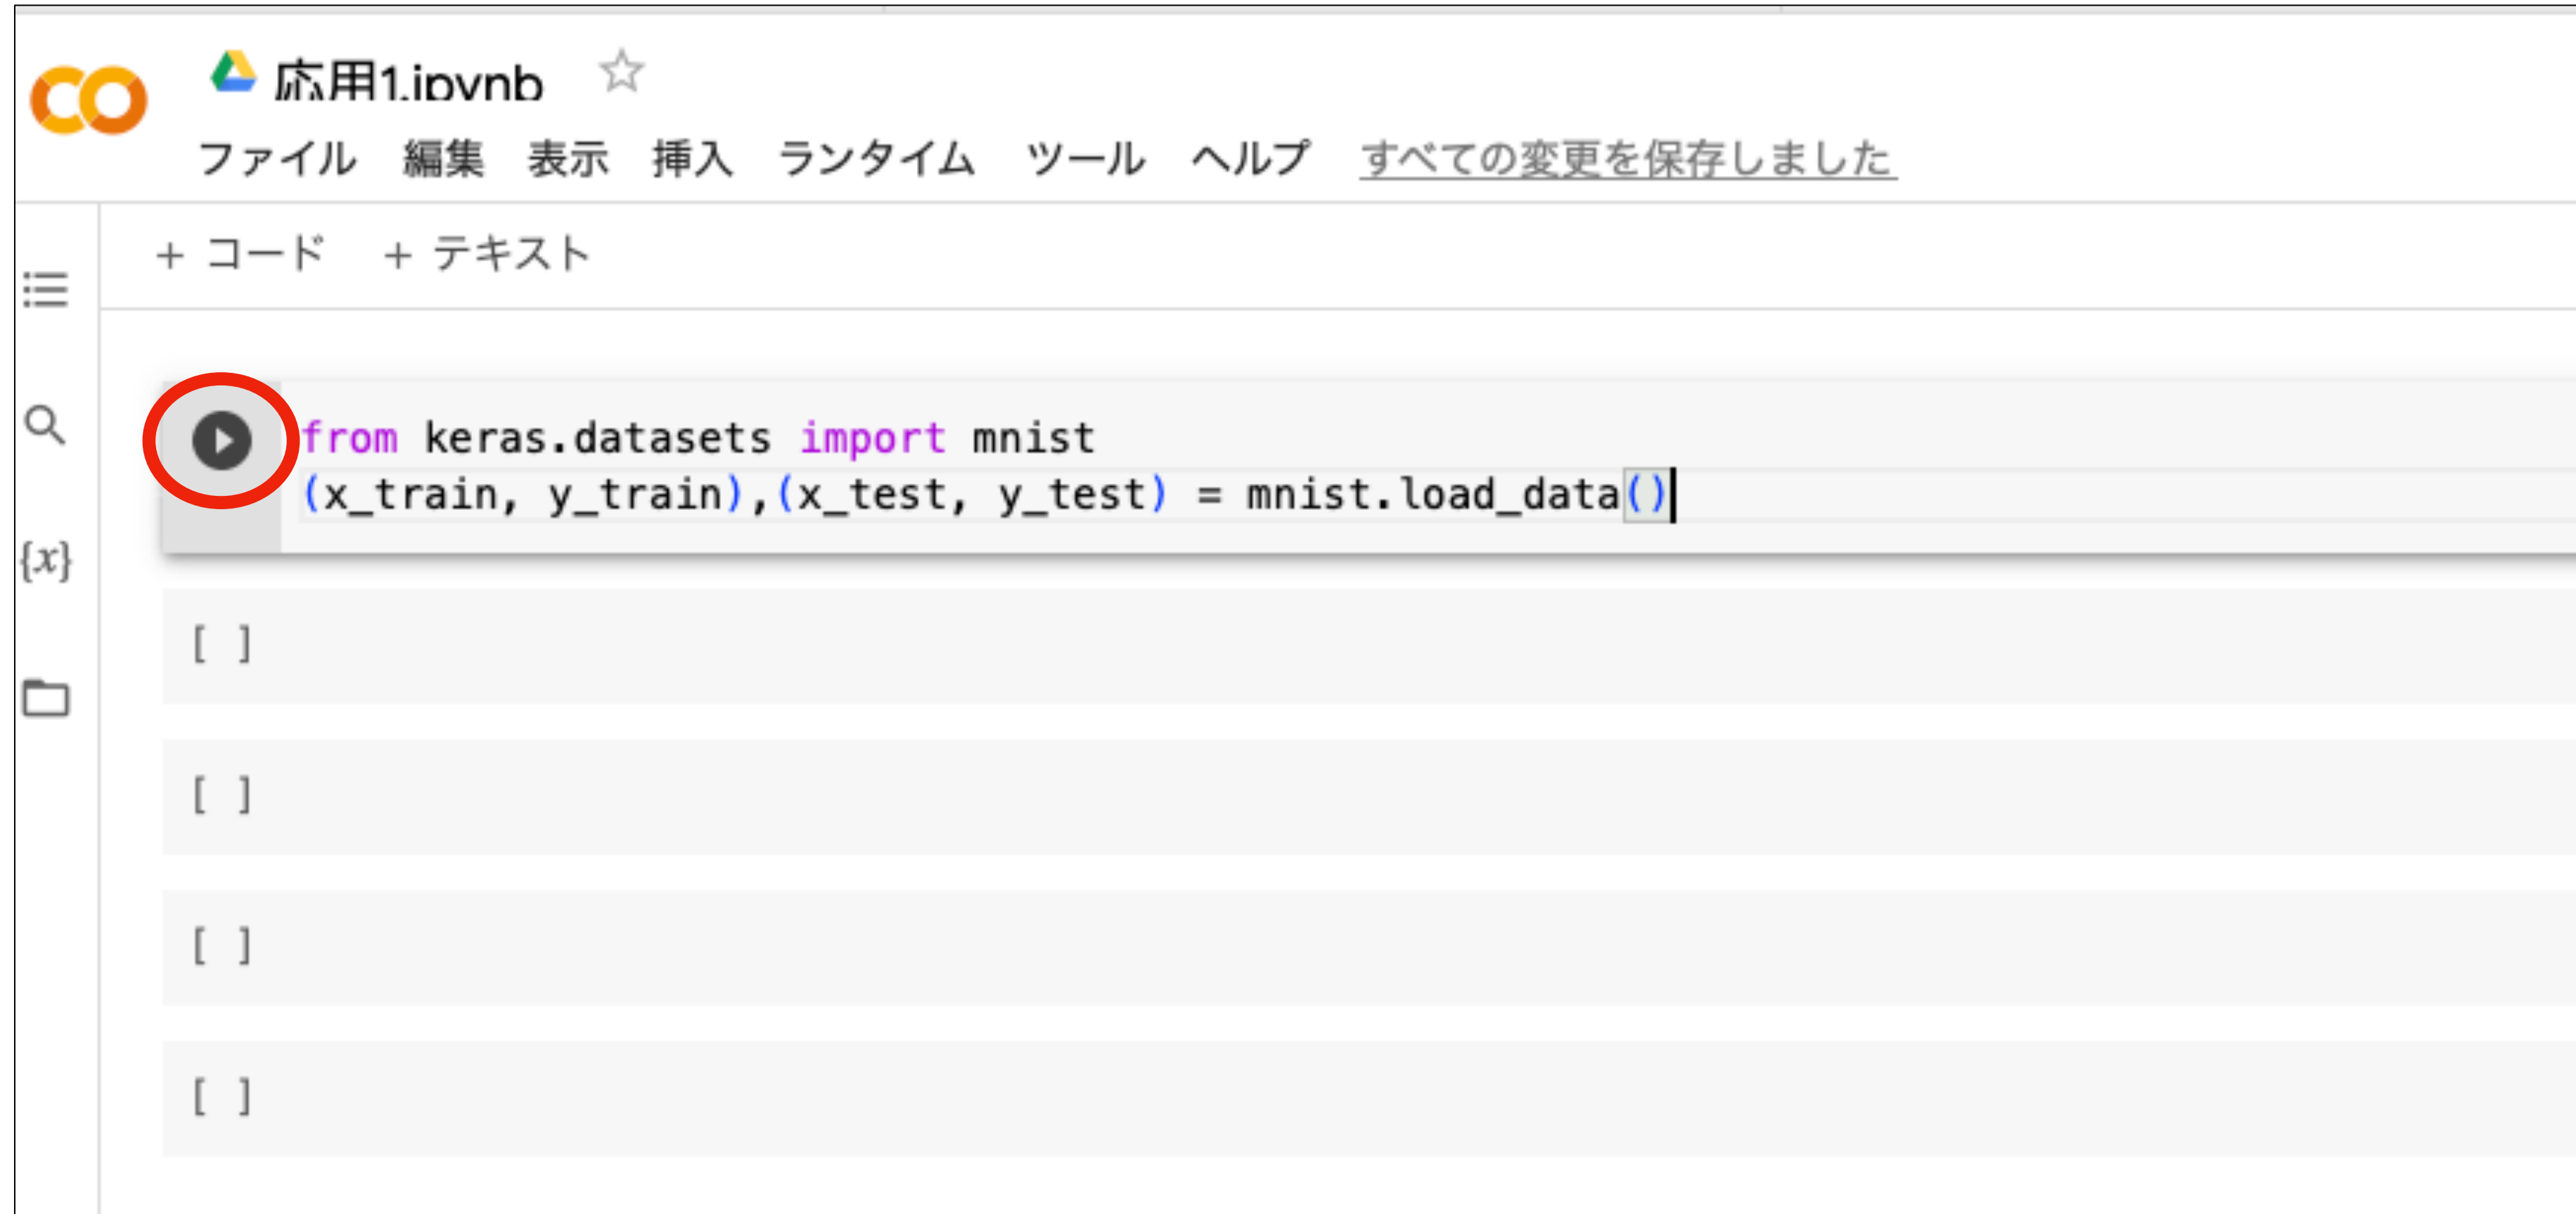 応用1.ipynb
ファイル 編集 表示 挿入 ランタイム ツール ヘルプ すべての変更を保存しました
+ コード + テキスト
from keras.datasets import mnist
(x_train, y_train),(x_test, y_test) = mnist.load_data()
{x}
[ ]
[ ]
[ ]
[ ]